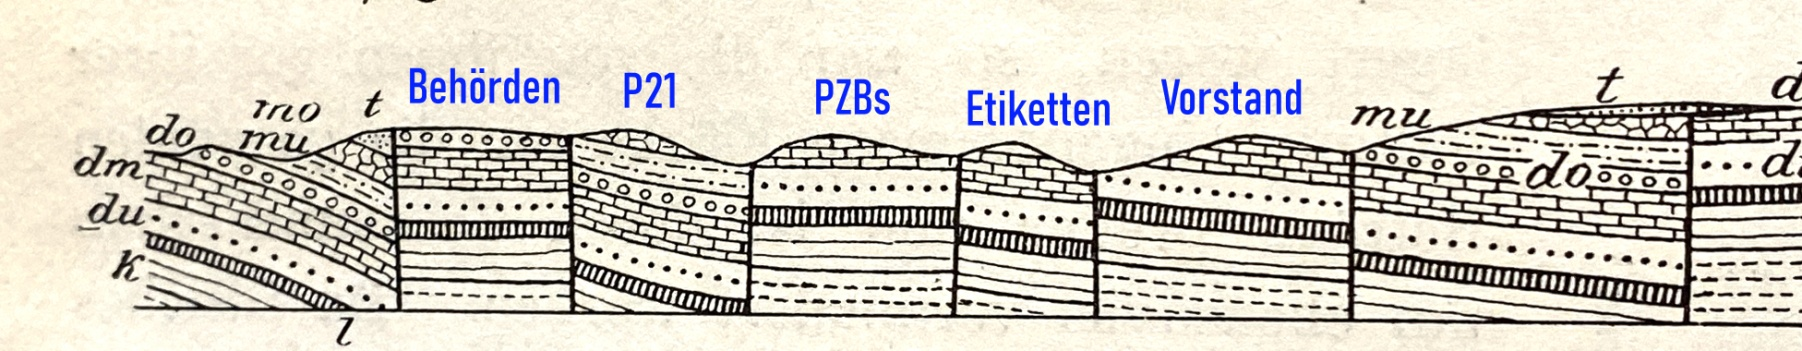 mo t Behörden P21 PZBs Etiketten Vorstand t
do mu mu
dm do
du
k
l